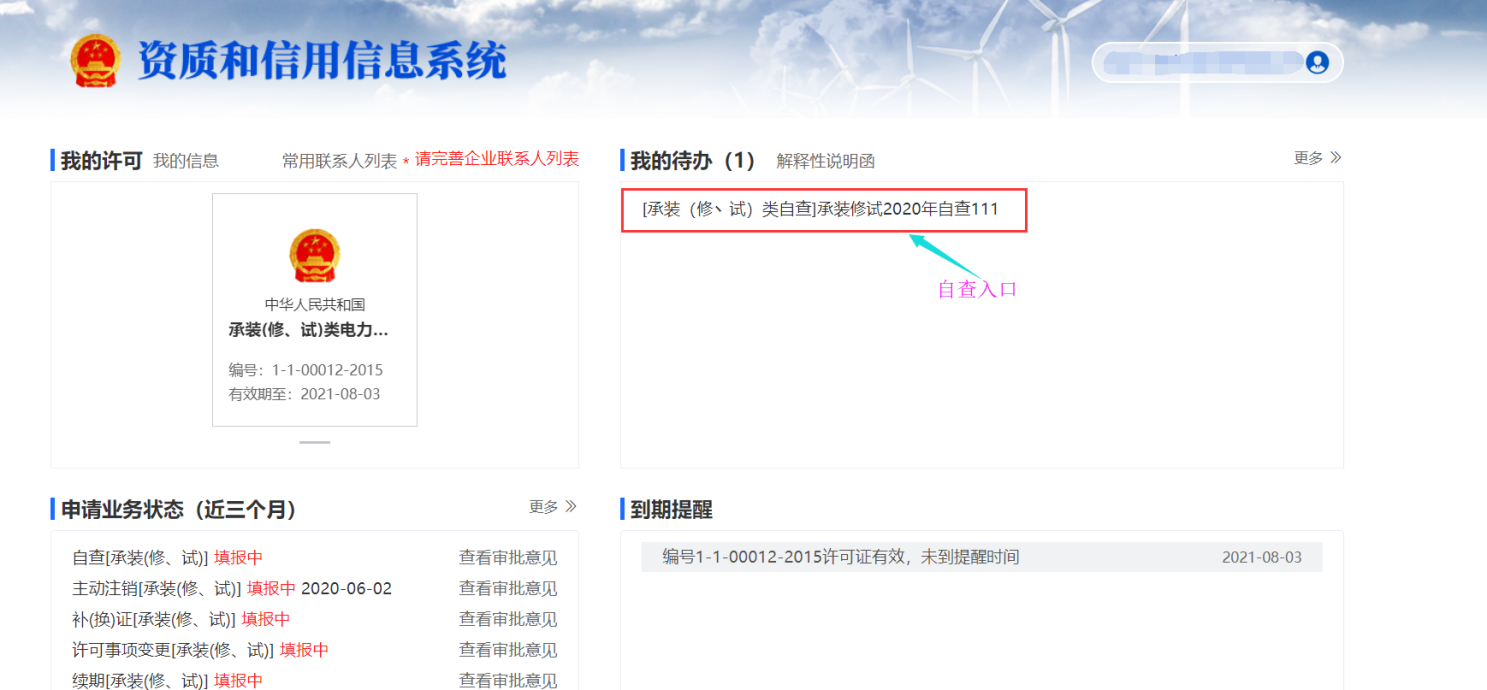 资质和信用信息系统
我的许可 我的信息 常用联系人列表 * 请完善企业联系人列表
中华人民共和国
承装(修、试)类电力...
编号：1-1-00012-2015
有效期至：2021-08-03
我的待办（1） 解释性说明函 更多
[承装（修、试）类自查]承装修试2020年自查111
自查入口
申请业务状态（近三个月） 更多
自查[承装(修、试)] 填报中 查看审批意见
主动注销[承装(修、试)] 填报中 2020-06-02 查看审批意见
补(换)证[承装(修、试)] 填报中 查看审批意见
许可事项变更[承装(修、试)] 填报中 查看审批意见
续期[承装(修、试)] 填报中 查看审批意见
到期提醒
编号1-1-00012-2015许可证有效，未到提醒时间 2021-08-03